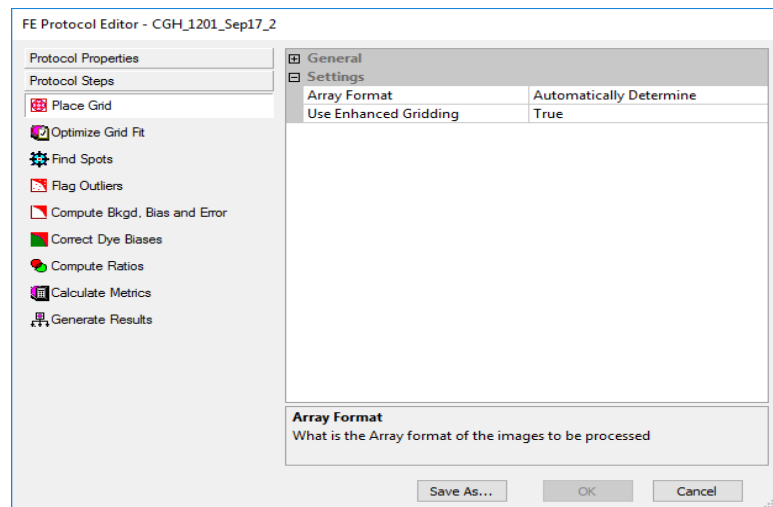 FE Protocol Editor - CGH_1201_Sep17_2
Protocol Properties
Protocol Steps
Place Grid
Optimize Grid Fit
Find Spots
Flag Outliers
Compute Bkgd, Bias and Error
Correct Dye Biases
Compute Ratios
Calculate Metrics
Generate Results
General
Settings
Array Format Automatically Determine
Use Enhanced Gridding True
Array Format
What is the Array format of the images to be processed
Save As... OK Cancel